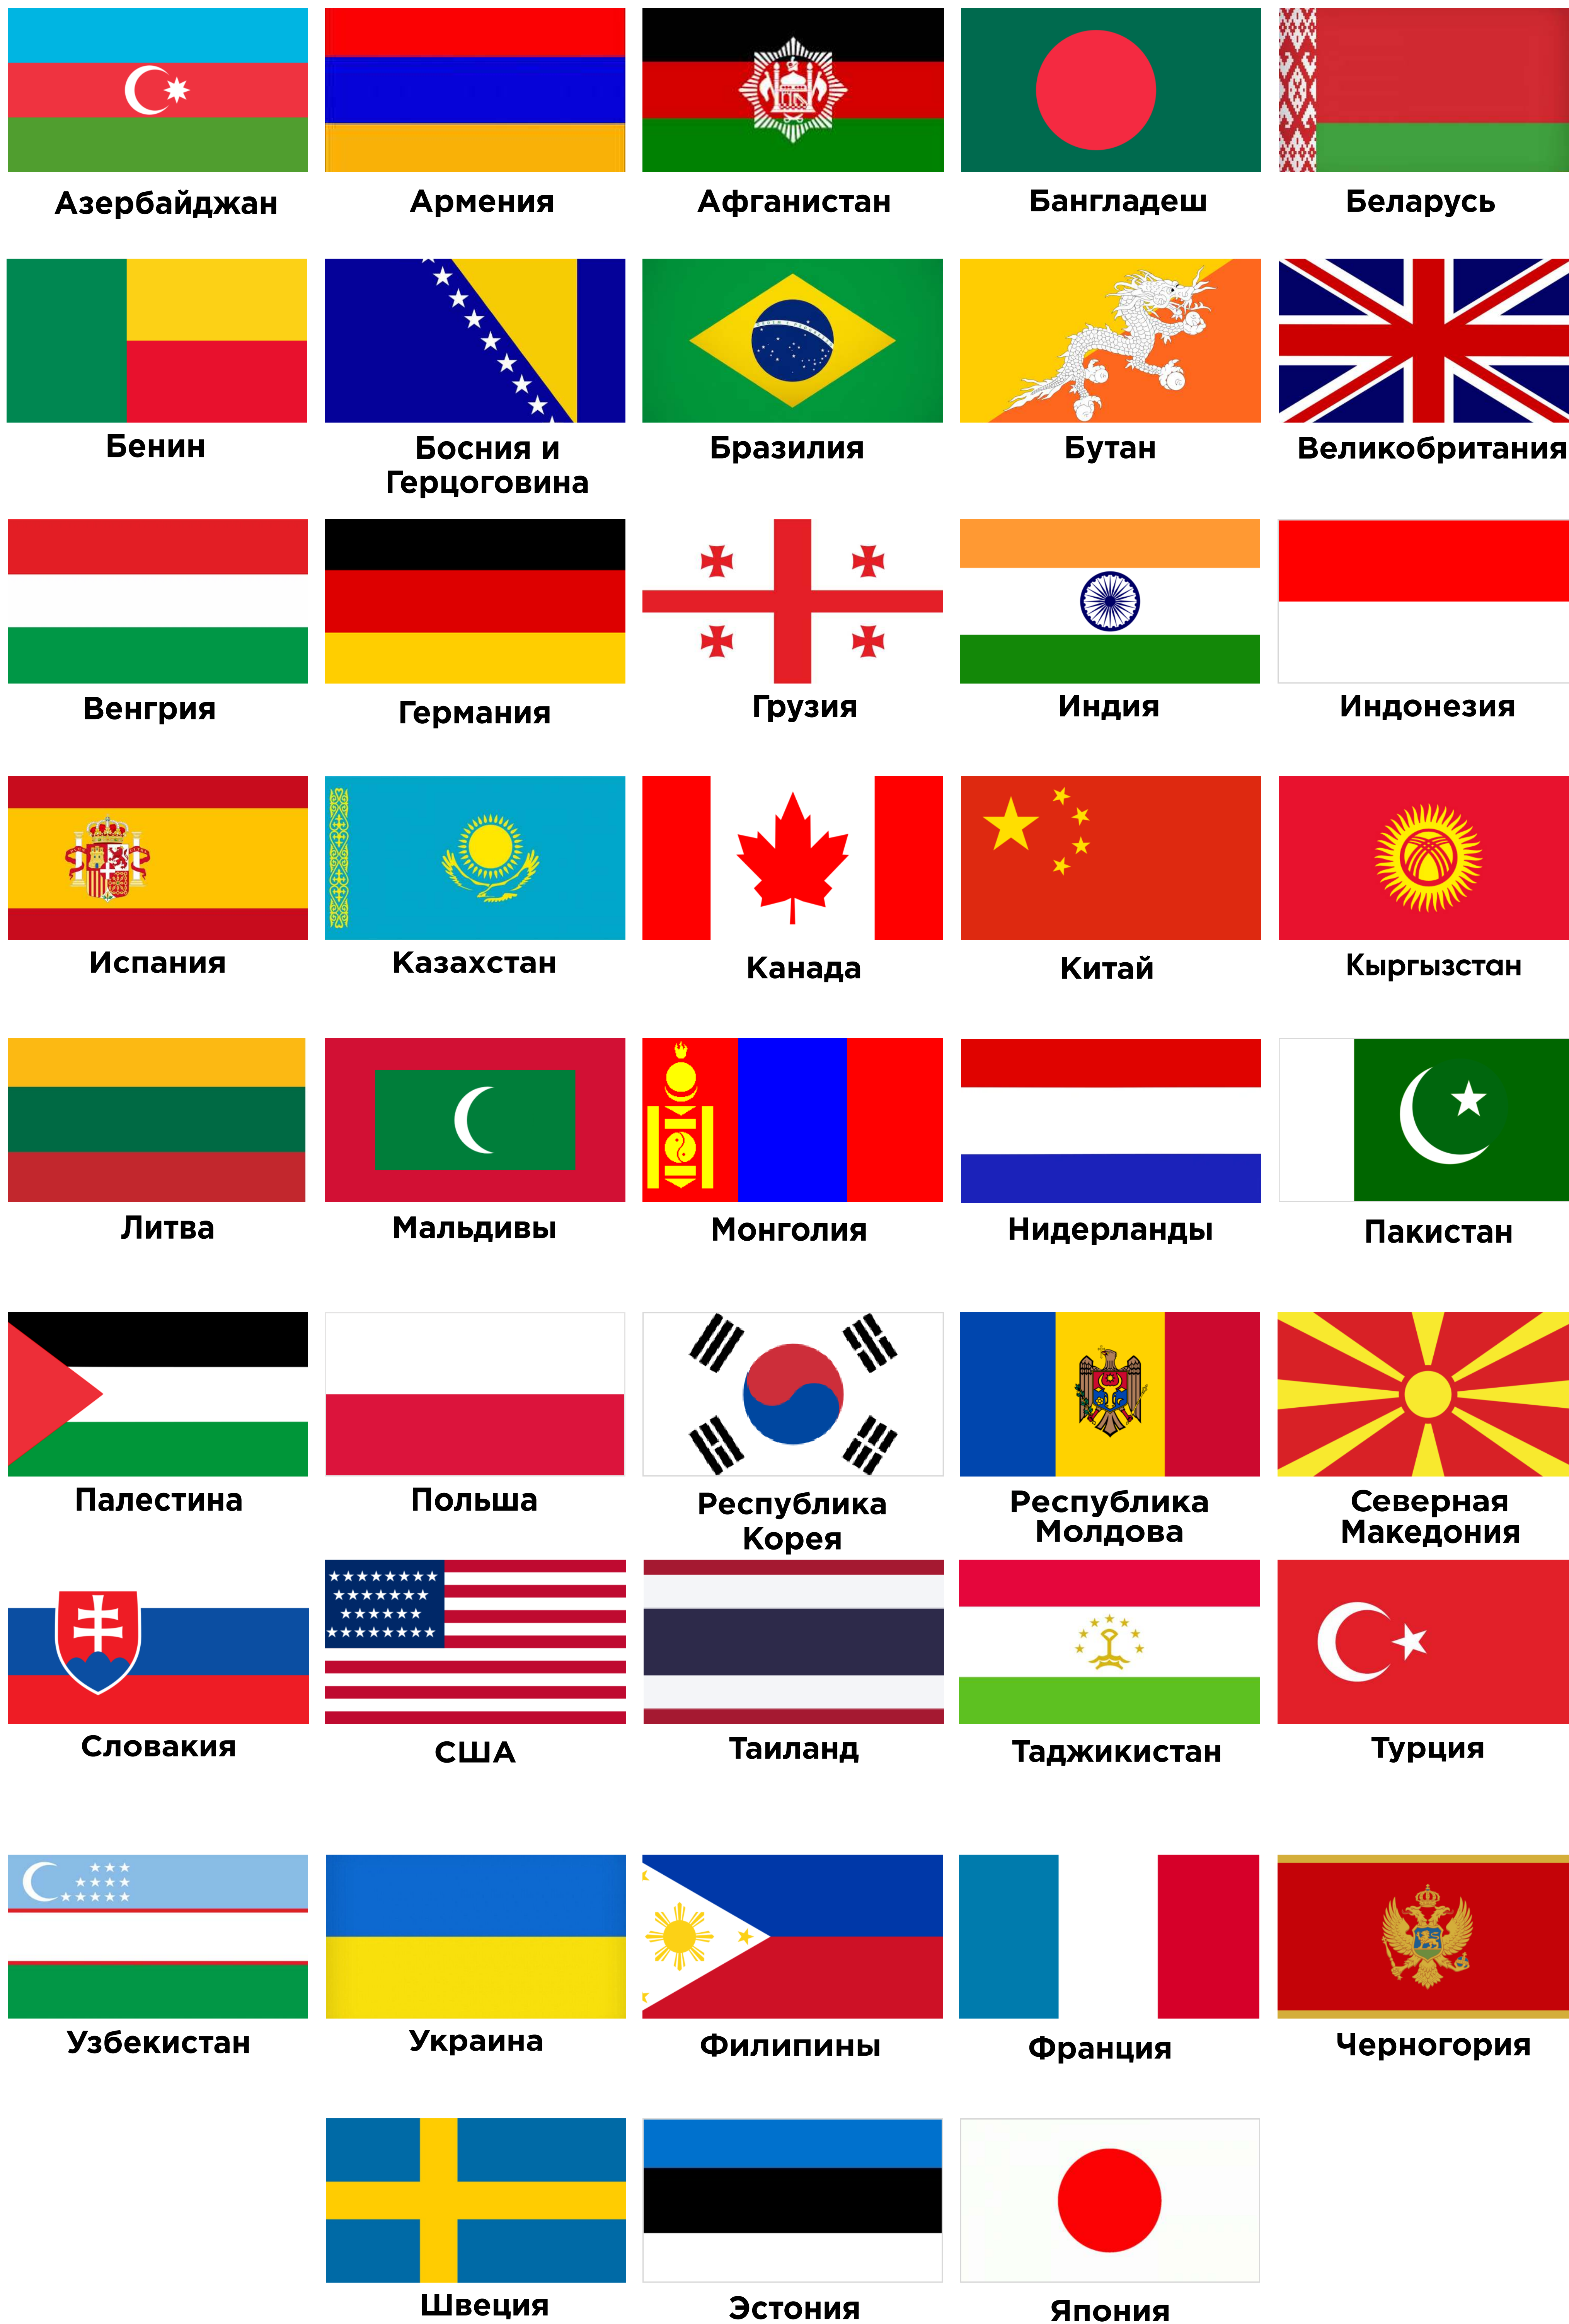 Азербайджан
Армения
Афганистан
Бангладеш
Беларусь
Бенин
Босния и
Герцоговина
Бразилия
Бутан
Великобритания
Венгрия
Германия
Грузия
Индия
Индонезия
Испания
Казахстан
Канада
Китай
Кыргызстан
Литва
Мальдивы
Монголия
Нидерланды
Пакистан
Палестина
Польша
Республика
Корея
Республика
Молдова
Северная
Македония
Словакия
США
Таиланд
Таджикистан
Турция
Узбекистан
Украина
Филипины
Франция
Черногория
Швеция
Эстония
Япония